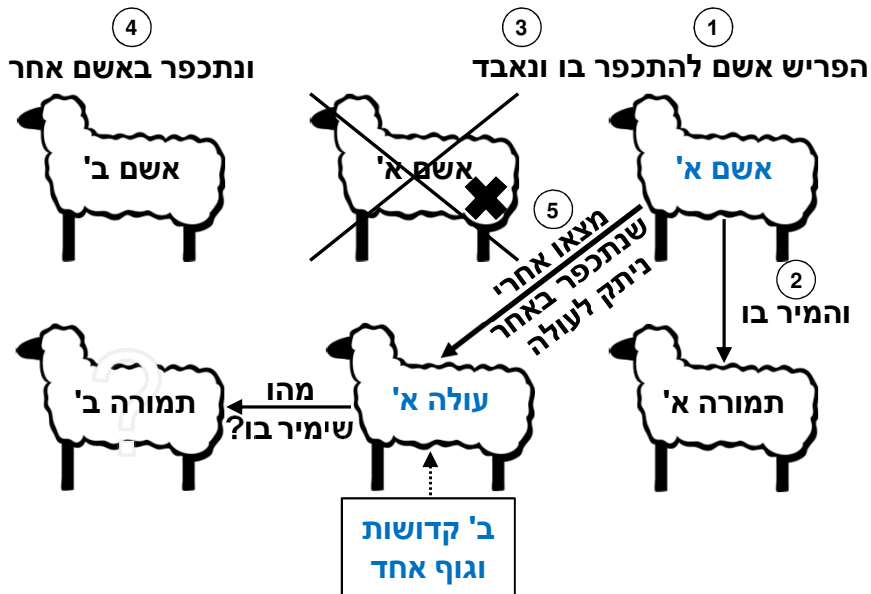 1
הפריש אשם להתכפר בו ונאבד
3
4
ונתכפר באשם אחר
אשם א'
אשם א'
אשם ב'
2
והמיר בו
5
מצאו אחרי
שנתכפר באחר
ניתק לעולה
תמורה א'
עולה א'
מהו
שימיר בו?
תמורה ב'
?
ב' קדושות
וגוף אחד